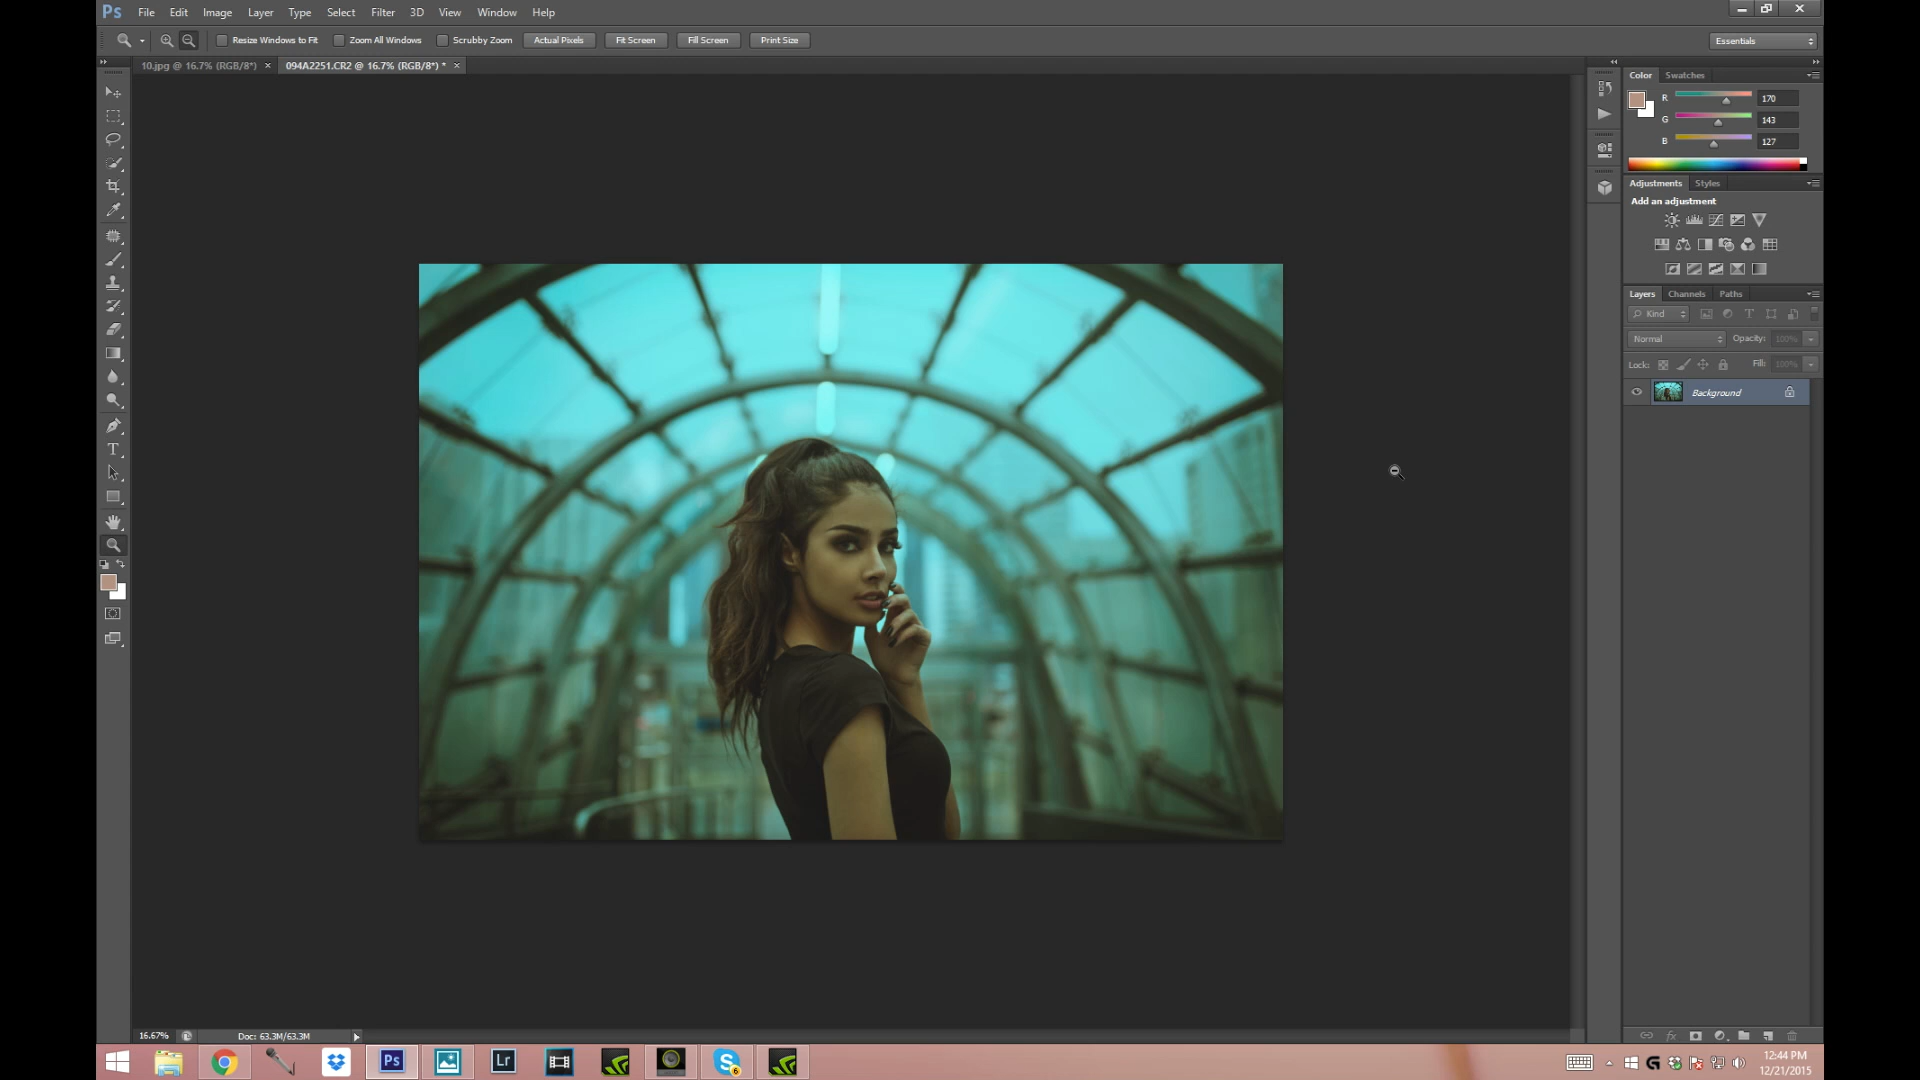 Ps File Edit Image Layer Type Select Filter 3D View Window Help
Resize Windows to Fit Zoom All Windows Scrubby Zoom Actual Pixels Fit Screen Fill Screen Print Size Essentials
10.jpg @ 16.7% (RGB/8*) × 094A2251.CR2 @ 16.7% (RGB/8*) * ×
Color Swatches
R 170
G 143
B 127
Adjustments Styles
Add an adjustment
Layers Channels Paths
Kind
Normal Opacity: 100%
Lock: Fill: 100%
Background
16.67% Doc: 63.3M/63.3M
Ps Lr 6
12:44 PM
12/21/2015